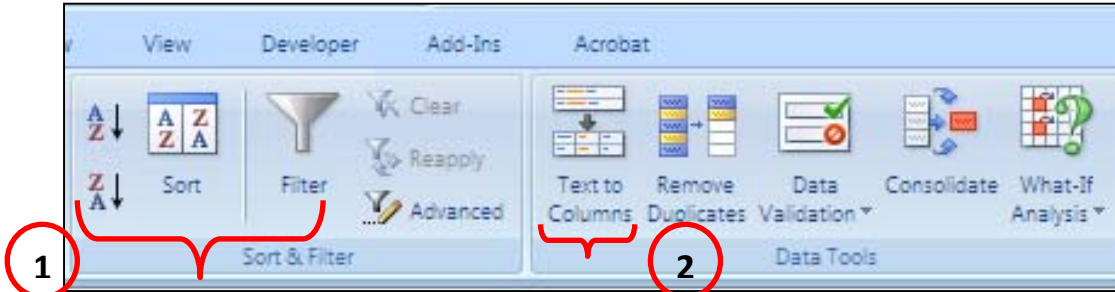 View Developer Add-Ins Acrobat
A Z
A Z
Z A
Clear
Reapply
Z A
Sort Filter
Advanced
Text to Columns
Remove Duplicates
Data Validation
Consolidate
What-If Analysis
1
Sort & Filter
2
Data Tools